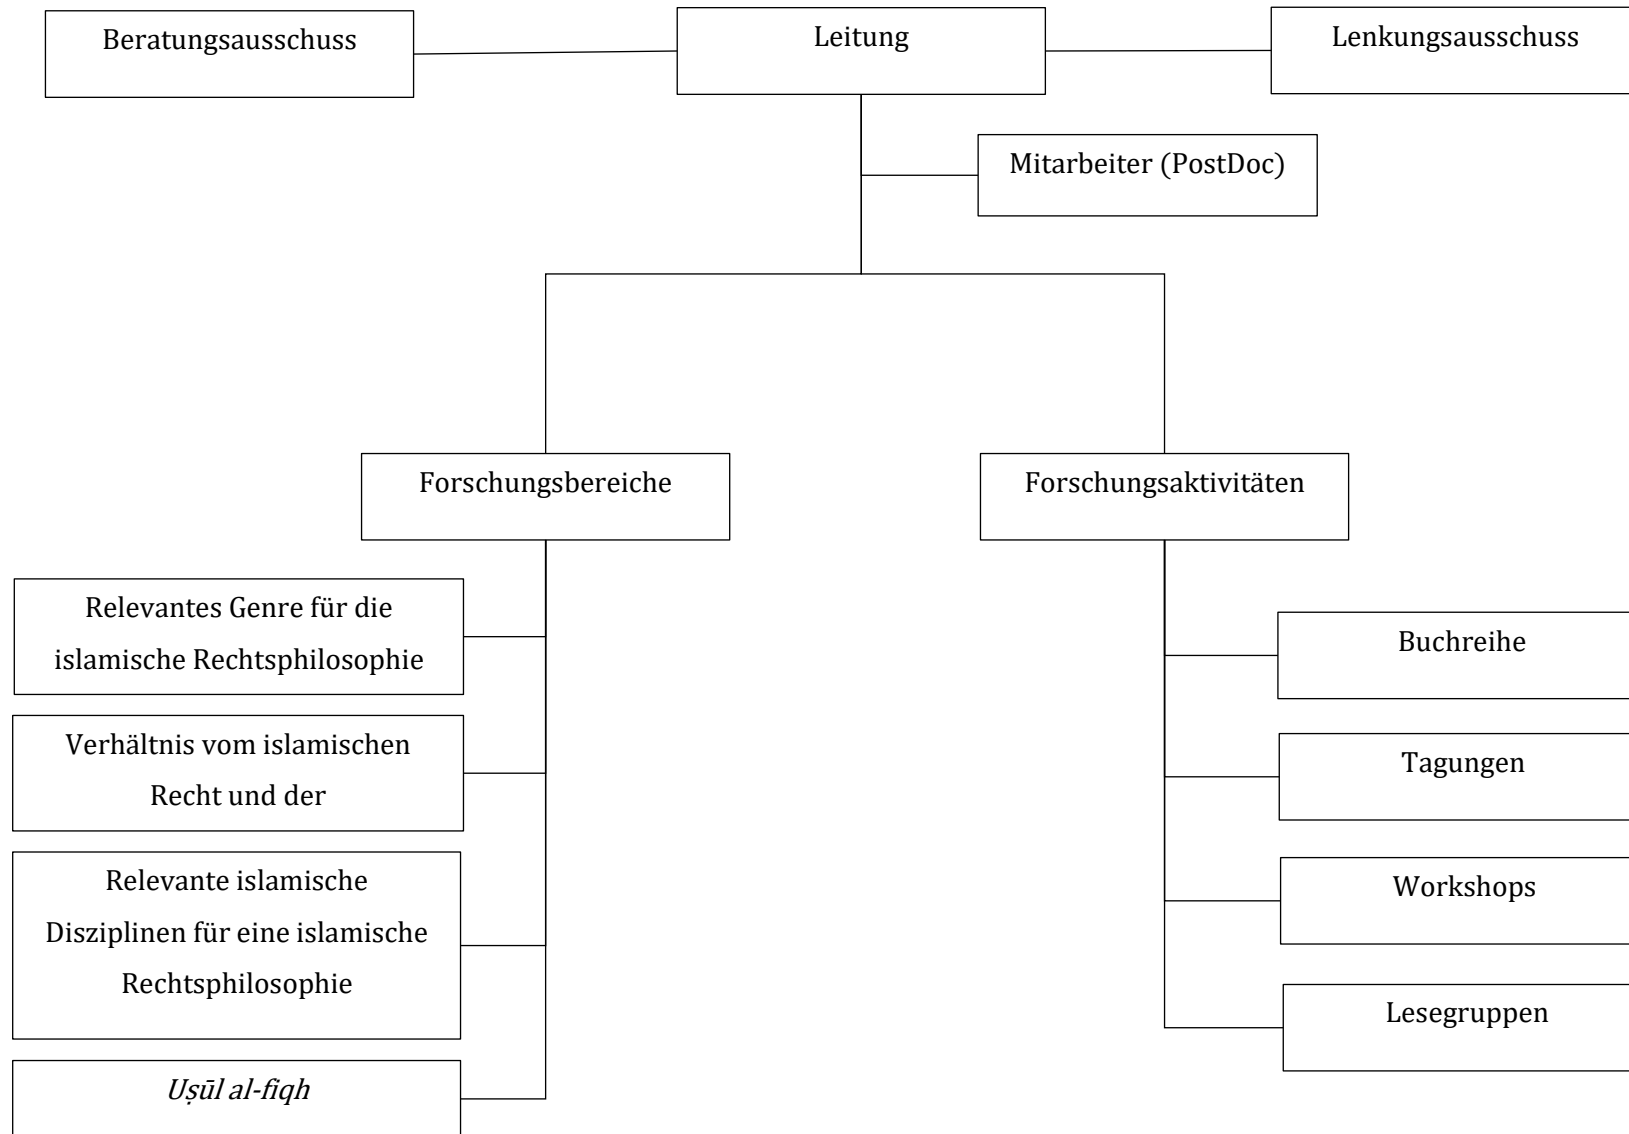 Beratungsausschuss
Leitung
Lenkungsausschuss
Mitarbeiter (PostDoc)
Forschungsbereiche
Forschungsaktivitäten
Relevantes Genre für die
islamische Rechtsphilosophie
Verhältnis vom islamischen
Recht und der
Relevante islamische
Disziplinen für eine islamische
Rechtsphilosophie
Uṣūl al-fiqh
Buchreihe
Tagungen
Workshops
Lesegruppen